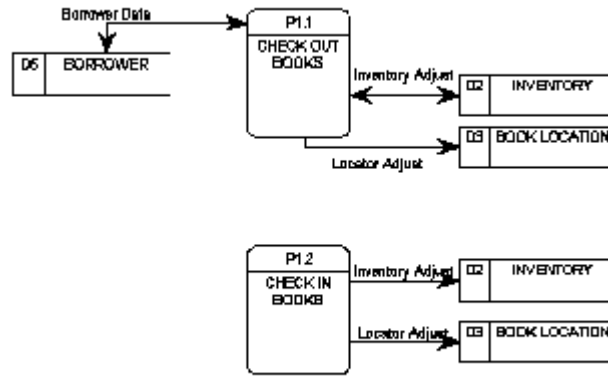 Borrower Data
P1.1
CHECK OUT
BOOKS
D5 BORROWER
Inventory Adjust
D2 INVENTORY
D3 BOOK LOCATION
Locator Adjust
P1.2
CHECK IN
BOOKS
Inventory Adjust
D2 INVENTORY
Locator Adjust
D3 BOOK LOCATION